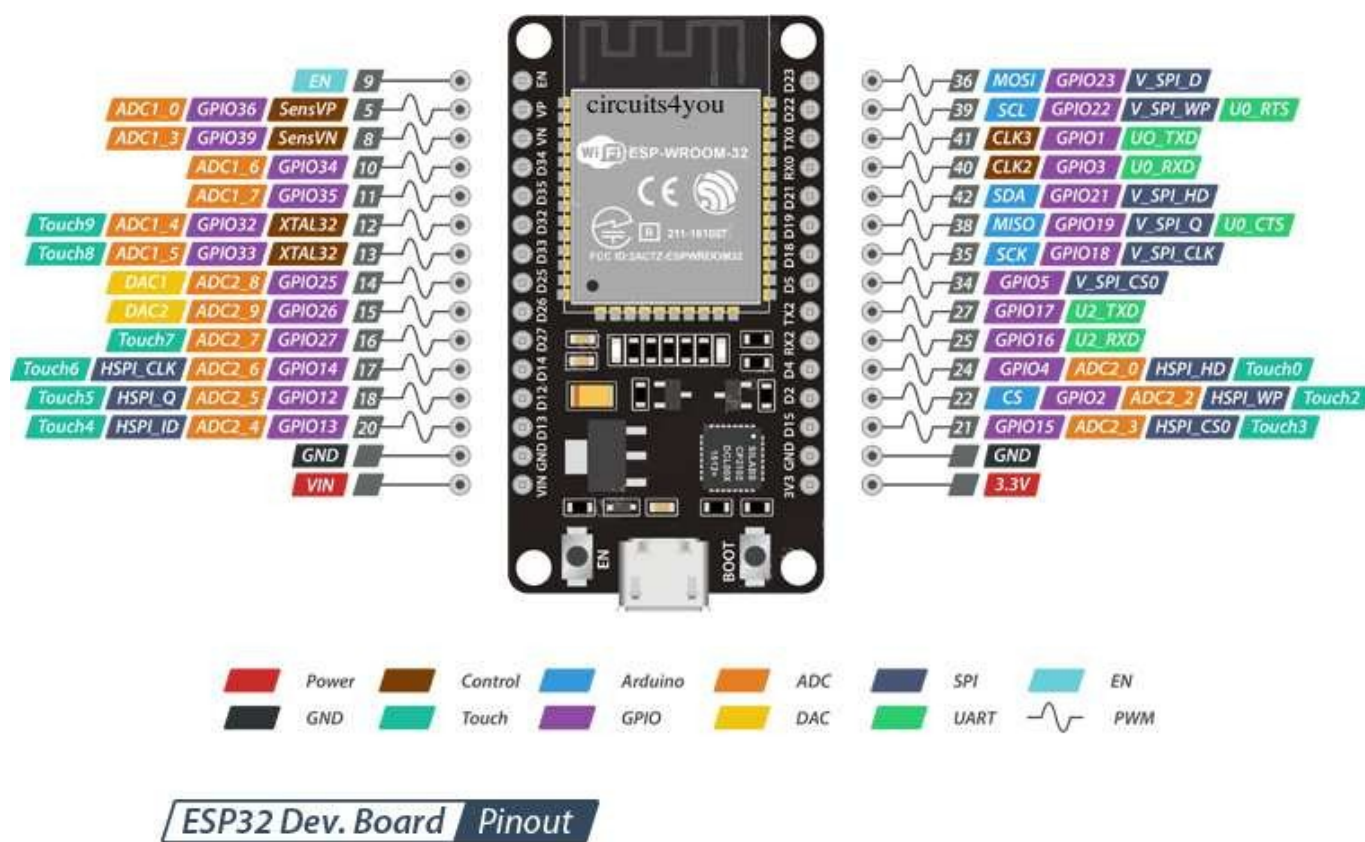 EN 9 EN D23 36 MOSI GPIO23 V_SPI_D
ADC1_0 GPIO36 SensVP 5 VP D22 39 SCL GPIO22 V_SPI_WP U0_RTS
circuits4you
ADC1_3 GPIO39 SensVN 8 VN TX0 41 CLK3 GPIO1 UO_TXD
WiFi ESP-WROOM-32
ADC1_6 GPIO34 10 D34 RX0 40 CLK2 GPIO3 U0_RXD
ADC1_7 GPIO35 11 D35 CE D21 42 SDA GPIO21 V_SPI_HD
Touch9 ADC1_4 GPIO32 XTAL32 12 D32 R D19 38 MISO GPIO19 V_SPI_Q U0_CTS
Touch8 ADC1_5 GPIO33 XTAL32 13 D33 D18 35 SCK GPIO18 V_SPI_CLK
DAC1 ADC2_8 GPIO25 14 D25 D5 34 GPIO5 V_SPI_CS0
DAC2 ADC2_9 GPIO26 15 D26 TX2 27 GPIO17 U2_TXD
Touch7 ADC2_7 GPIO27 16 D27 RX2 25 GPIO16 U2_RXD
Touch6 HSPI_CLK ADC2_6 GPIO14 17 D14 D4 24 GPIO4 ADC2_0 HSPI_HD Touch0
Touch5 HSPI_Q ADC2_5 GPIO12 18 D12 D2 22 CS GPIO2 ADC2_2 HSPI_WP Touch2
Touch4 HSPI_ID ADC2_4 GPIO13 20 D13 D15 21 GPIO15 ADC2_3 HSPI_CS0 Touch3
SILABS
CP2102
GND GND GND GND
VIN VIN 3V3 3.3V
EN BOOT
Power Control Arduino ADC SPI EN
GND Touch GPIO DAC UART PWM
ESP32 Dev. Board Pinout